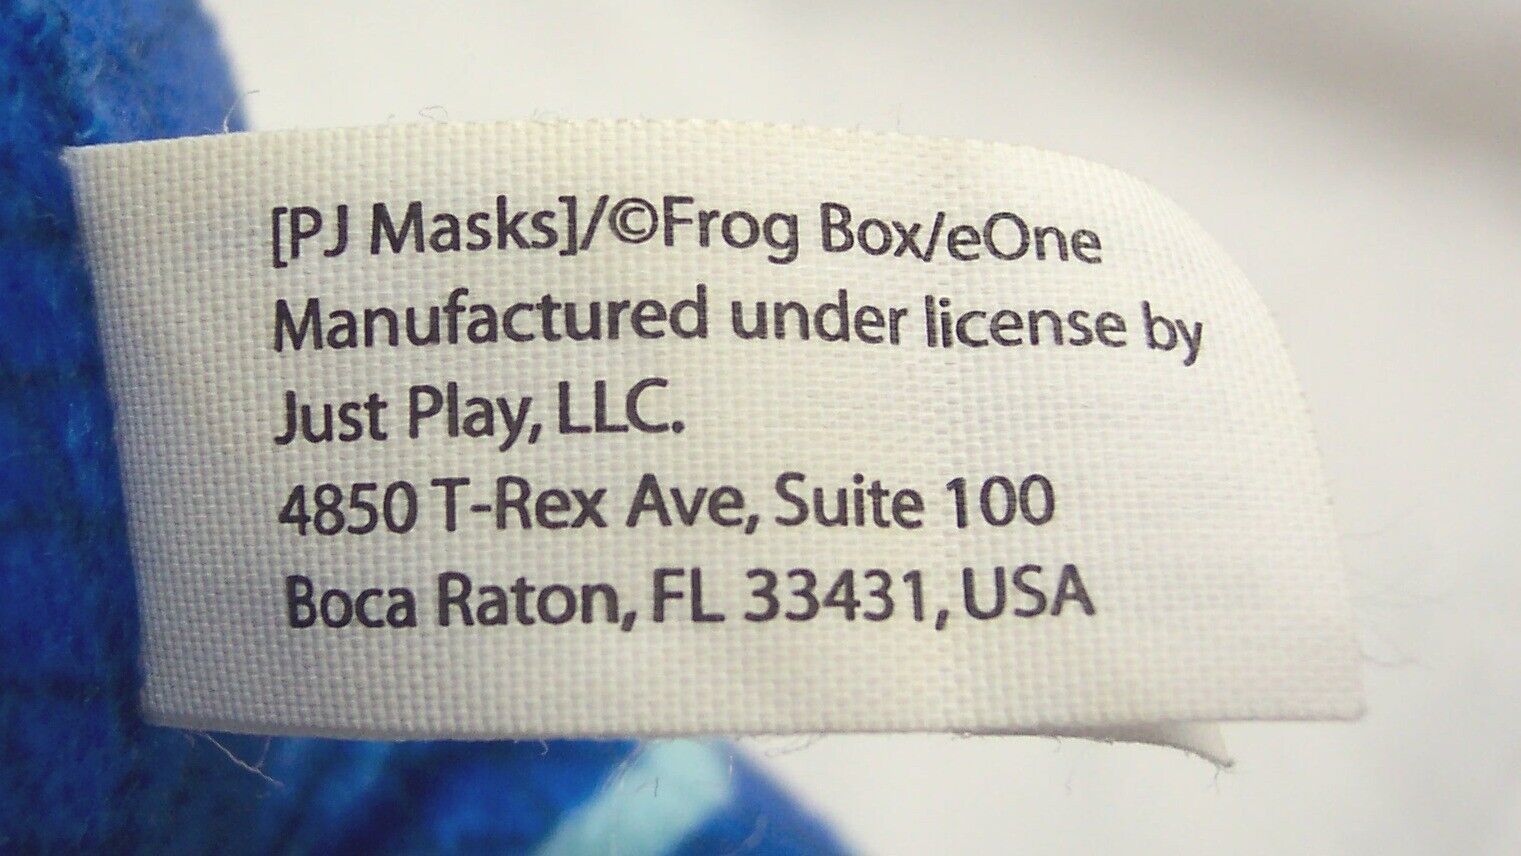 [PJ Masks]/©Frog Box/eOne
Manufactured under license by
Just Play, LLC.
4850 T-Rex Ave, Suite 100
Boca Raton, FL 33431, USA